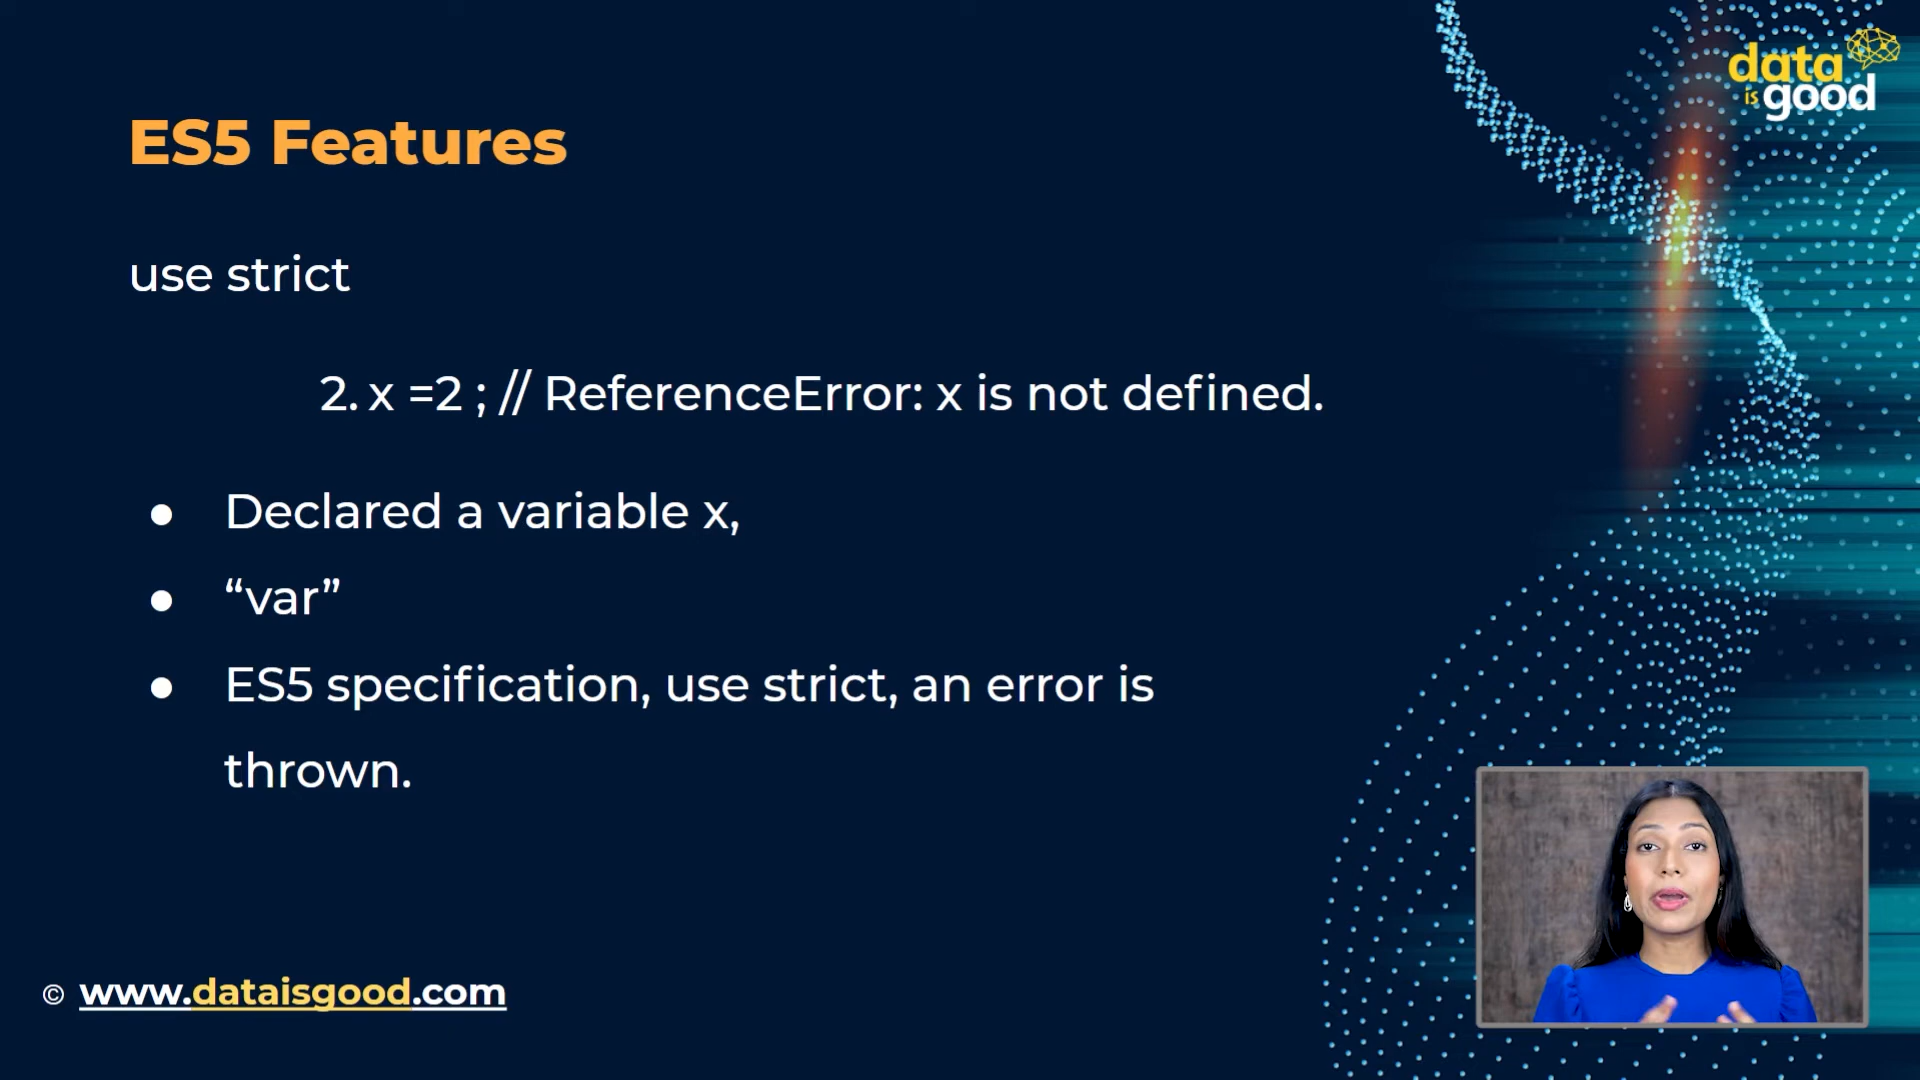 data
is good
ES5 Features
use strict
2. x =2 ; // ReferenceError: x is not defined.
● Declared a variable x,
● “var”
● ES5 specification, use strict, an error is
thrown.
© www.dataisgood.com